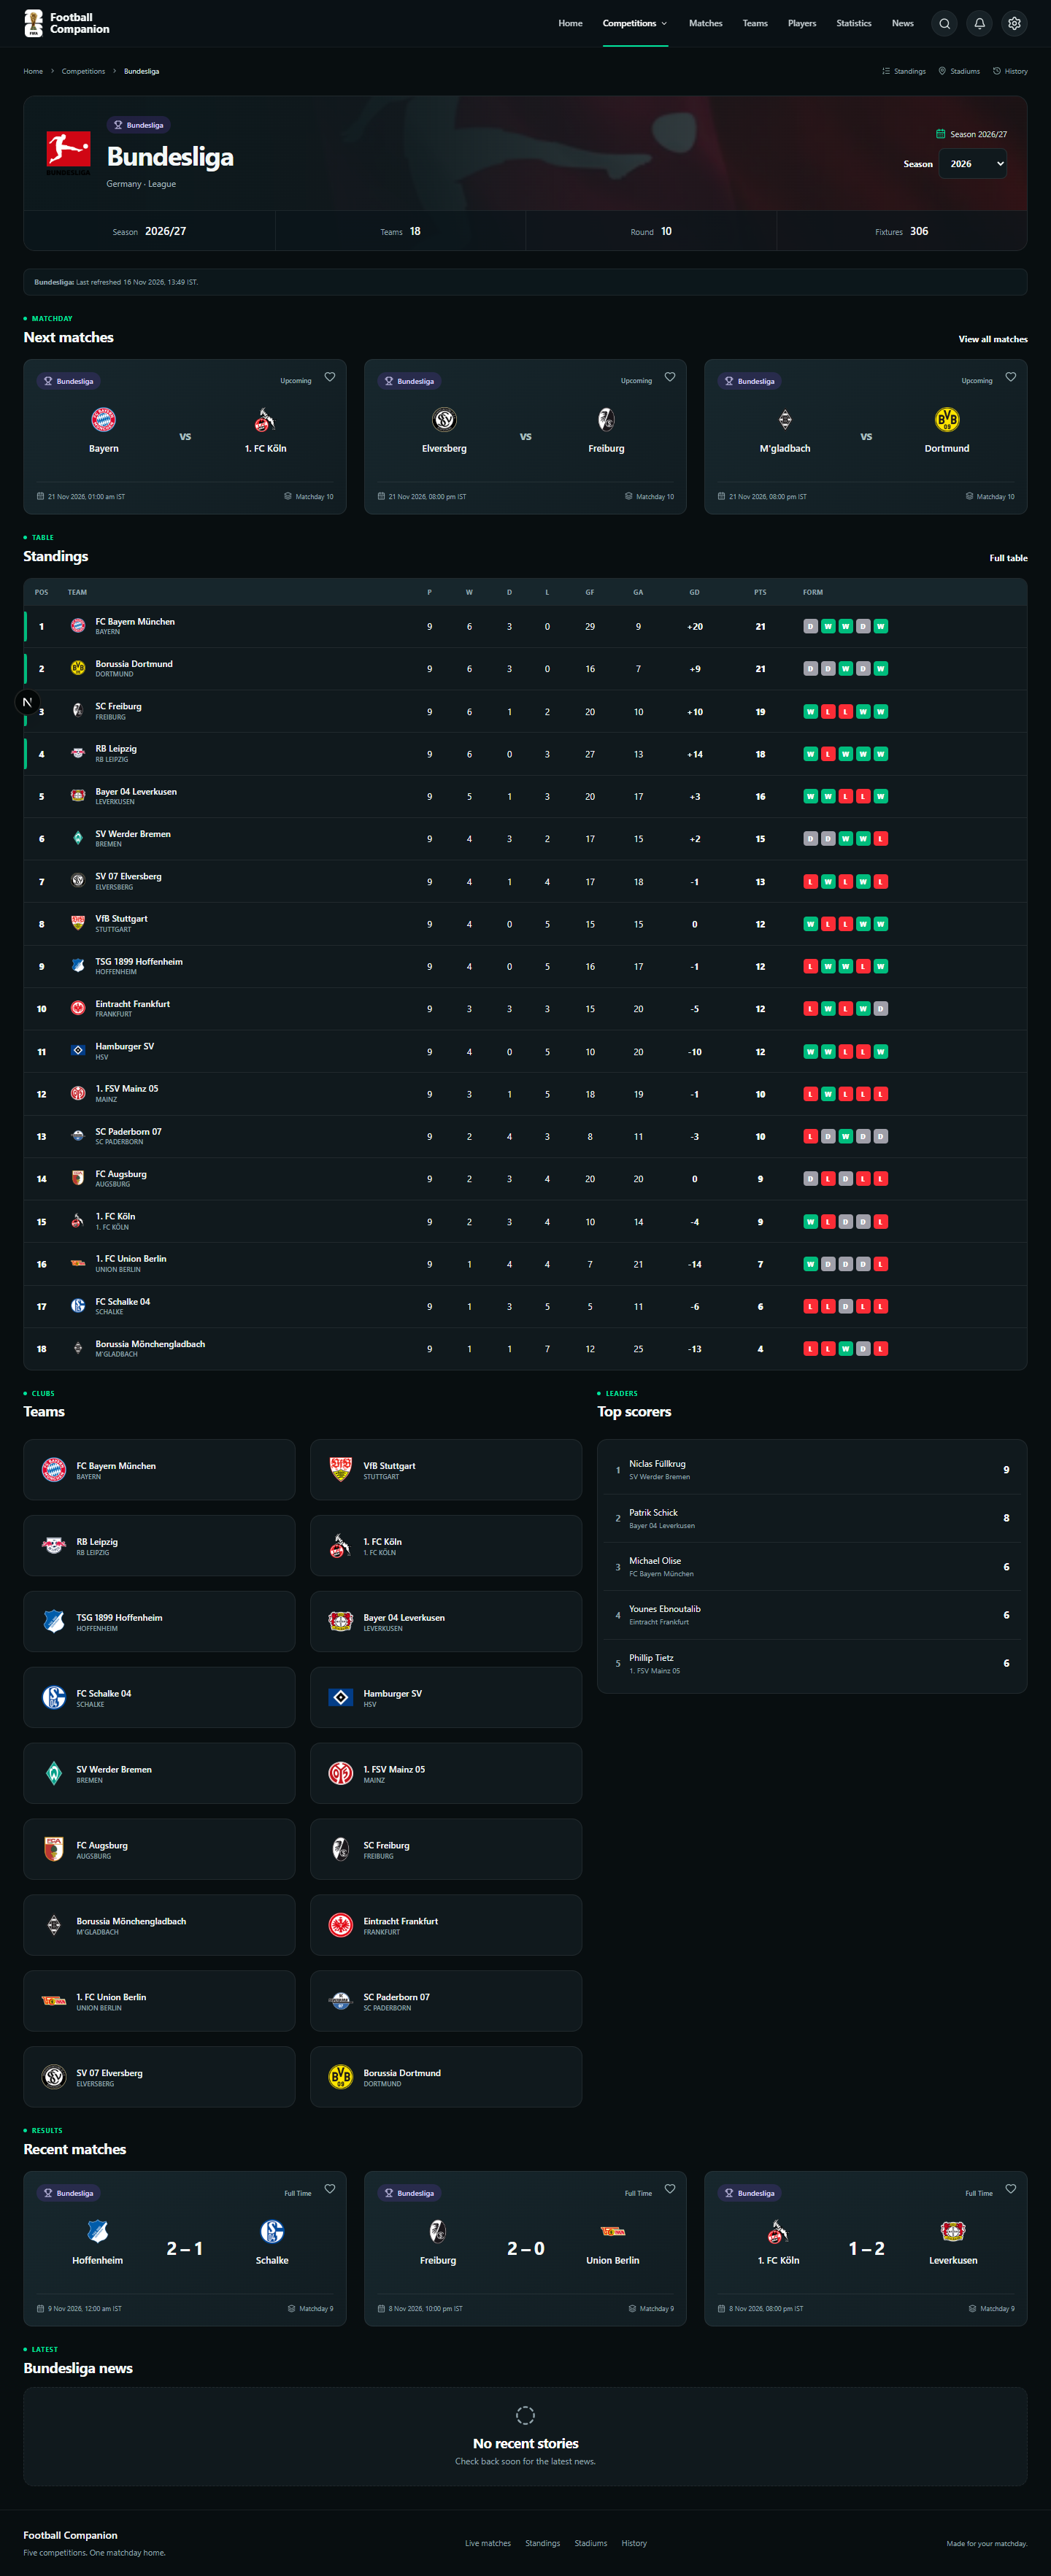 Football
Companion
Home Competitions Matches Teams Players Statistics News
Home > Competitions > Bundesliga
Standings Stadiums History
Bundesliga
Bundesliga
Germany · League
Season 2026/27
Season 2026
Season 2026/27 Teams 18 Round 10 Fixtures 306
Bundesliga: Last refreshed 16 Nov 2026, 13:49 IST.
MATCHDAY
Next matches
View all matches
Bundesliga Upcoming
Bayern VS 1. FC Köln
21 Nov 2026, 01:00 am IST Matchday 10
Bundesliga Upcoming
Elversberg VS Freiburg
21 Nov 2026, 08:00 pm IST Matchday 10
Bundesliga Upcoming
M'gladbach VS Dortmund
21 Nov 2026, 08:00 pm IST Matchday 10
TABLE
Standings
Full table
POS TEAM P W D L GF GA GD PTS FORM
1 FC Bayern München 9 6 3 0 29 9 +20 21 D W W D W
BAYERN
2 Borussia Dortmund 9 6 3 0 16 7 +9 21 D D W D W
DORTMUND
N
3 SC Freiburg 9 6 1 2 20 10 +10 19 W L L W W
FREIBURG
4 RB Leipzig 9 6 0 3 27 13 +14 18 W L W W W
RB LEIPZIG
5 Bayer 04 Leverkusen 9 5 1 3 20 17 +3 16 W W L L W
LEVERKUSEN
6 SV Werder Bremen 9 4 3 2 17 15 +2 15 D D W W L
BREMEN
7 SV 07 Elversberg 9 4 1 4 17 18 -1 13 L W L W L
ELVERSBERG
8 VfB Stuttgart 9 4 0 5 15 15 0 12 W L L W W
STUTTGART
9 TSG 1899 Hoffenheim 9 4 0 5 16 17 -1 12 L W W L W
HOFFENHEIM
10 Eintracht Frankfurt 9 3 3 3 15 20 -5 12 L W L W D
FRANKFURT
11 Hamburger SV 9 4 0 5 10 20 -10 12 W W L L W
HSV
12 1. FSV Mainz 05 9 3 1 5 18 19 -1 10 L W L L L
MAINZ
13 SC Paderborn 07 9 2 4 3 8 11 -3 10 L D W D D
SC PADERBORN
14 FC Augsburg 9 2 3 4 20 20 0 9 D L D L L
AUGSBURG
15 1. FC Köln 9 2 3 4 10 14 -4 9 W L D D L
1. FC KÖLN
16 1. FC Union Berlin 9 1 4 4 7 21 -14 7 W D D D L
UNION BERLIN
17 FC Schalke 04 9 1 3 5 5 11 -6 6 L L D L L
SCHALKE
18 Borussia Mönchengladbach 9 1 1 7 12 25 -13 4 L L W D L
M'GLADBACH
CLUBS
Teams
FC Bayern München
BAYERN
VfB Stuttgart
STUTTGART
RB Leipzig
RB LEIPZIG
1. FC Köln
1. FC KÖLN
TSG 1899 Hoffenheim
HOFFENHEIM
Bayer 04 Leverkusen
LEVERKUSEN
FC Schalke 04
SCHALKE
Hamburger SV
HSV
SV Werder Bremen
BREMEN
1. FSV Mainz 05
MAINZ
FC Augsburg
AUGSBURG
SC Freiburg
FREIBURG
Borussia Mönchengladbach
M'GLADBACH
Eintracht Frankfurt
FRANKFURT
1. FC Union Berlin
UNION BERLIN
SC Paderborn 07
SC PADERBORN
SV 07 Elversberg
ELVERSBERG
Borussia Dortmund
DORTMUND
LEADERS
Top scorers
1 Niclas Füllkrug 9
SV Werder Bremen
2 Patrik Schick 8
Bayer 04 Leverkusen
3 Michael Olise 6
FC Bayern München
4 Younes Ebnoutalib 6
Eintracht Frankfurt
5 Phillip Tietz 6
1. FSV Mainz 05
RESULTS
Recent matches
Bundesliga Full Time
Hoffenheim 2 – 1 Schalke
9 Nov 2026, 12:00 am IST Matchday 9
Bundesliga Full Time
Freiburg 2 – 0 Union Berlin
8 Nov 2026, 10:00 pm IST Matchday 9
Bundesliga Full Time
1. FC Köln 1 – 2 Leverkusen
8 Nov 2026, 08:00 pm IST Matchday 9
LATEST
Bundesliga news
No recent stories
Check back soon for the latest news.
Football Companion
Five competitions. One matchday home.
Live matches Standings Stadiums History
Made for your matchday.